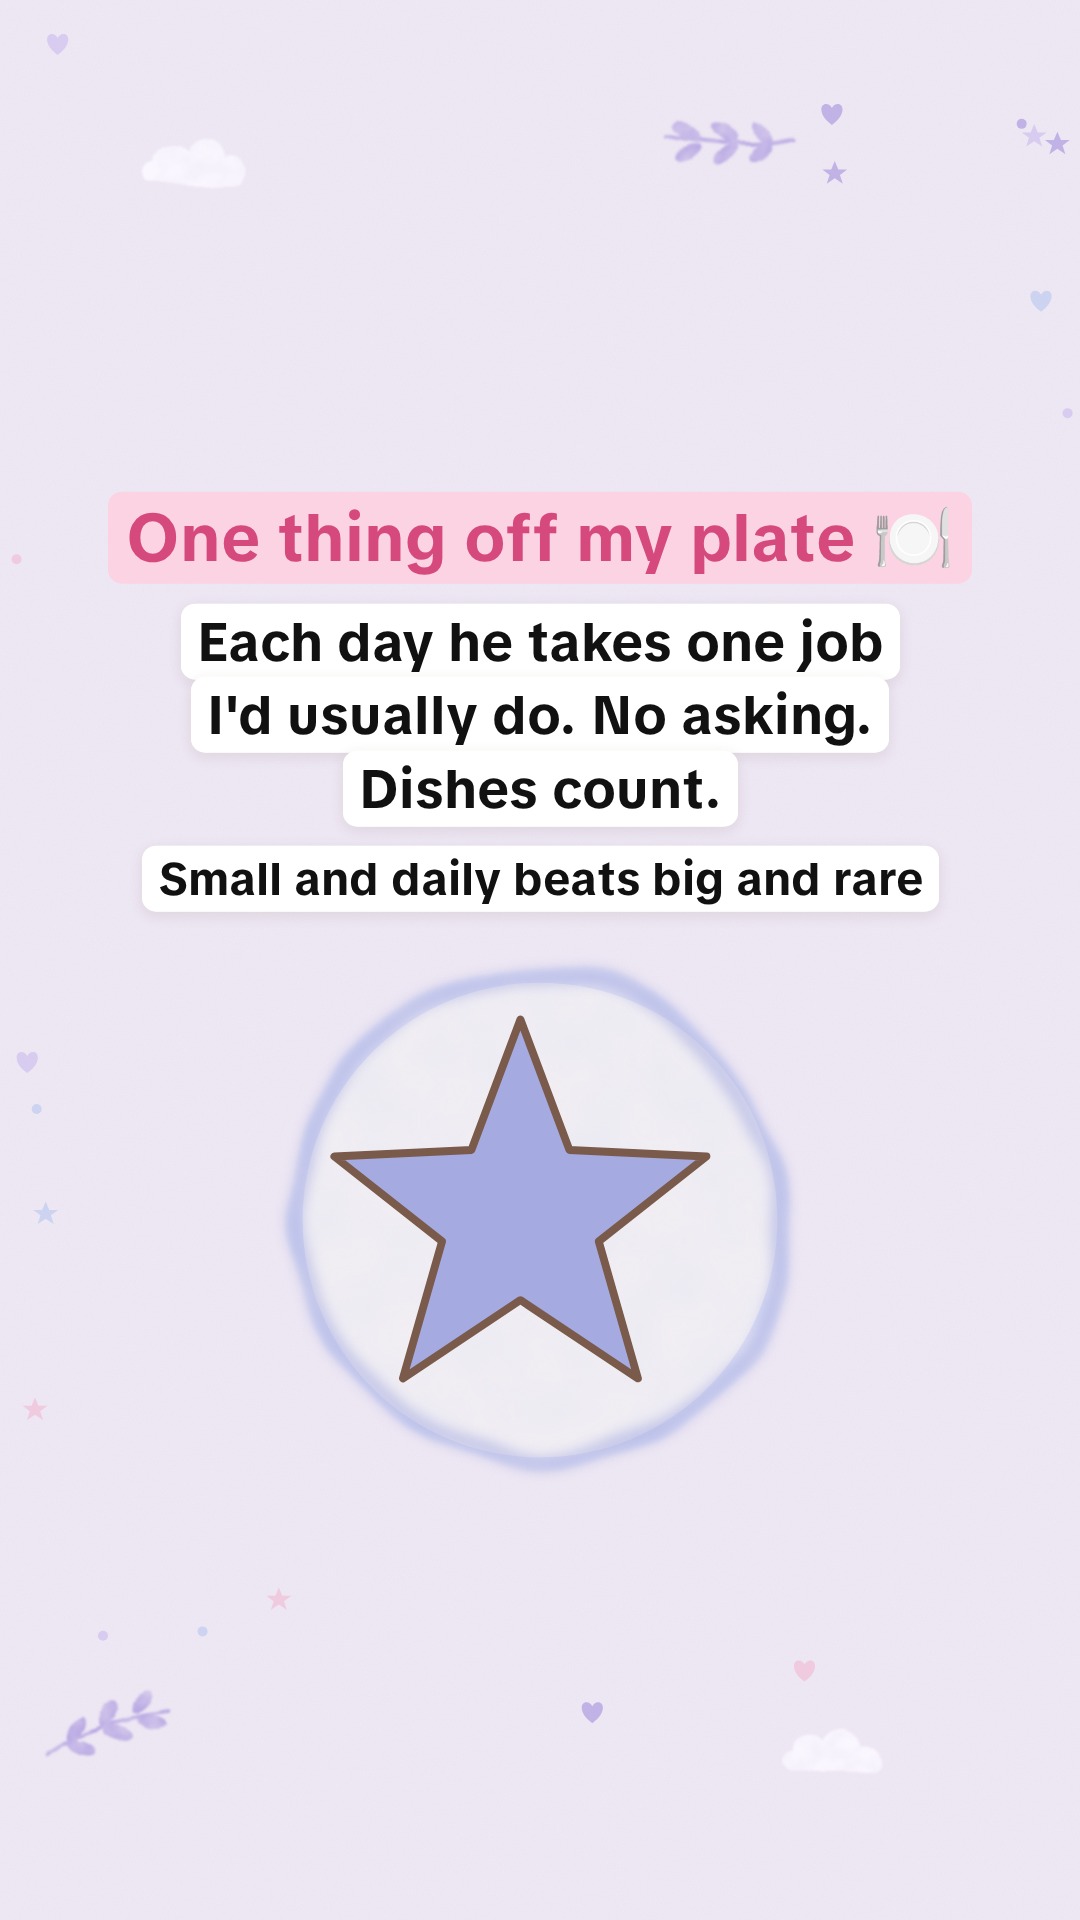 One thing off my plate 🍽️
Each day he takes one job
I'd usually do. No asking.
Dishes count.
Small and daily beats big and rare